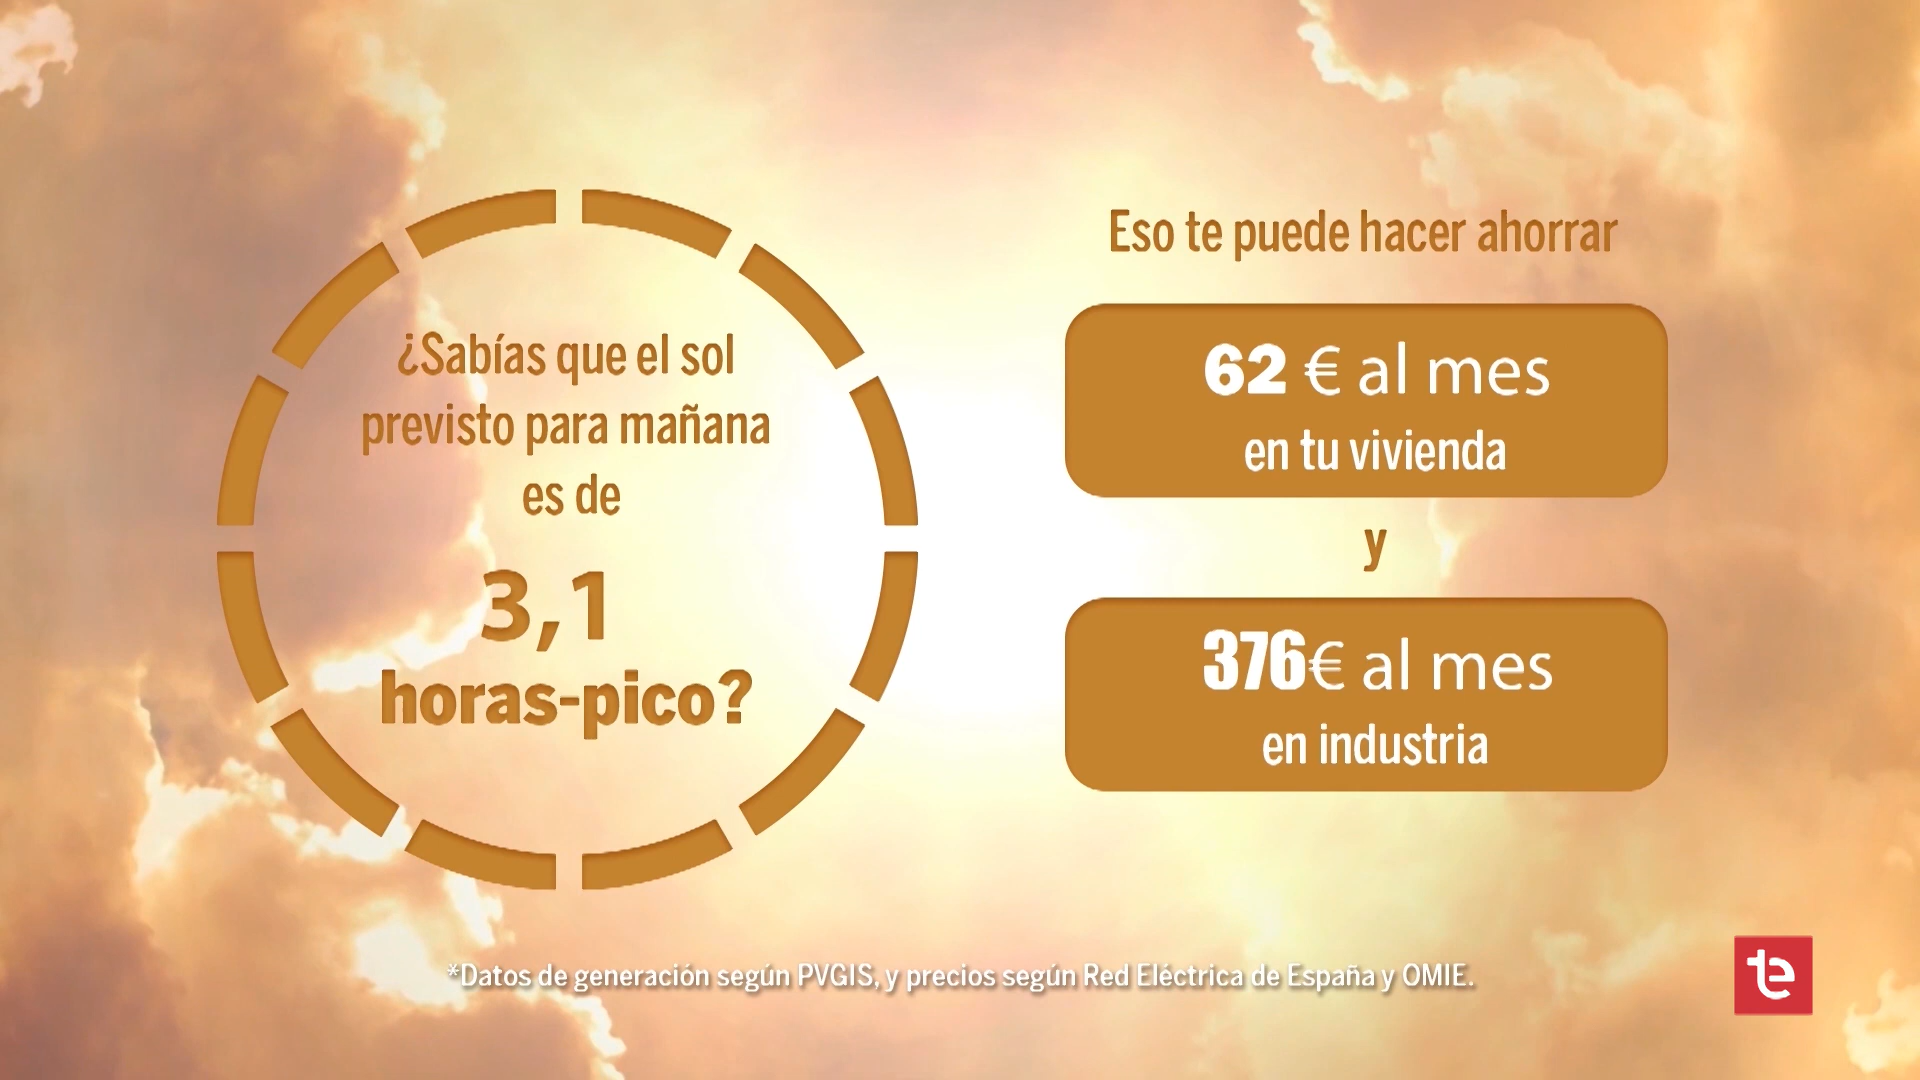 ¿Sabías que el sol
previsto para mañana
es de
3,1
horas-pico?
Eso te puede hacer ahorrar
62 € al mes
en tu vivienda
y
376€ al mes
en industria
*Datos de generación según PVGIS, y precios según Red Eléctrica de España y OMIE.
te